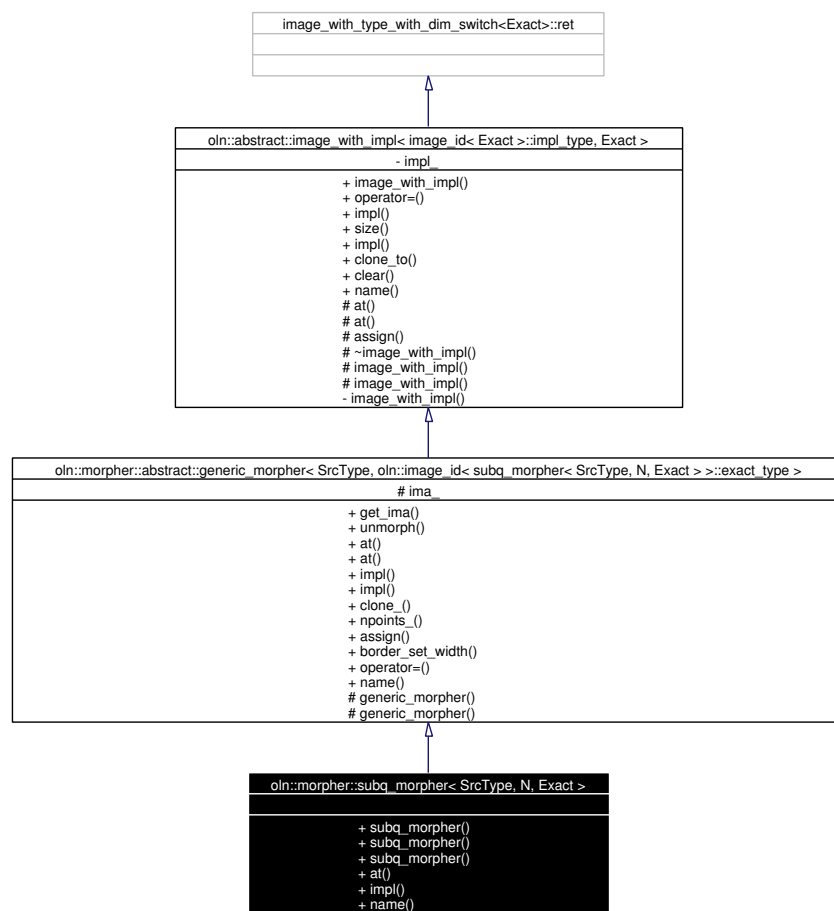 image_with_type_with_dim_switch<Exact>::ret
oln::abstract::image_with_impl< image_id< Exact >::impl_type, Exact >
- impl_
+ image_with_impl()
+ operator=()
+ impl()
+ size()
+ impl()
+ clone_to()
+ clear()
+ name()
# at()
# at()
# assign()
# ~image_with_impl()
# image_with_impl()
# image_with_impl()
- image_with_impl()
oln::morpher::abstract::generic_morpher< SrcType, oln::image_id< subq_morpher< SrcType, N, Exact > >::exact_type >
# ima_
+ get_ima()
+ unmorph()
+ at()
+ at()
+ impl()
+ impl()
+ clone_()
+ npoints_()
+ assign()
+ border_set_width()
+ operator=()
+ name()
# generic_morpher()
# generic_morpher()
oln::morpher::subq_morpher< SrcType, N, Exact >
+ subq_morpher()
+ subq_morpher()
+ subq_morpher()
+ at()
+ impl()
+ name()